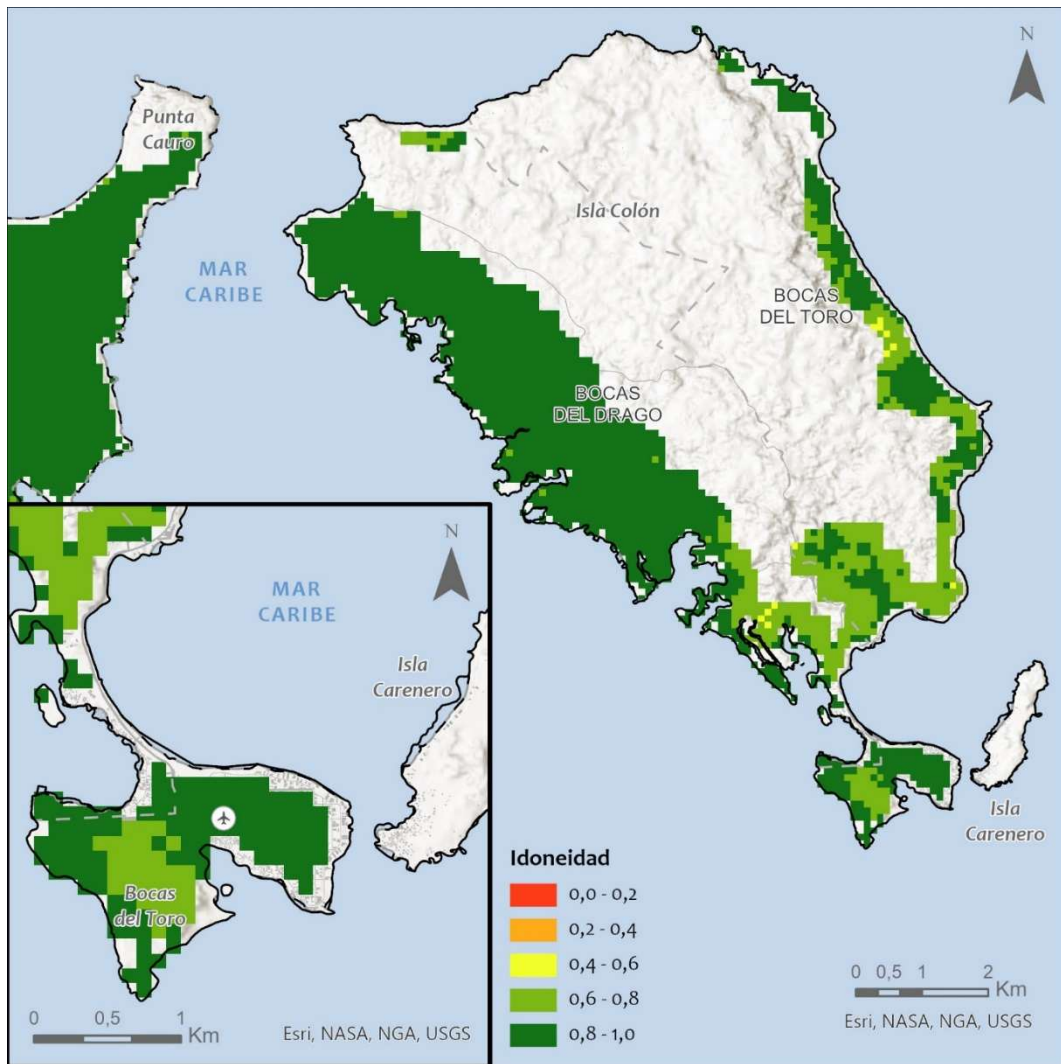 N
Punta
Cauro
Isla Colón
MAR
CARIBE
BOCAS
DEL TORO
BOCAS
DEL DRAGO
N
MAR
CARIBE
Isla
Carenero
Isla
Carenero
Idoneidad
0,0 - 0,2
0,2 - 0,4
0,4 - 0,6
0,6 - 0,8
0,8 - 1,0
Bocas
del Toro
0 0,5 1 2
Km
Esri, NASA, NGA, USGS
0 0,5 1
Km
Esri, NASA, NGA, USGS